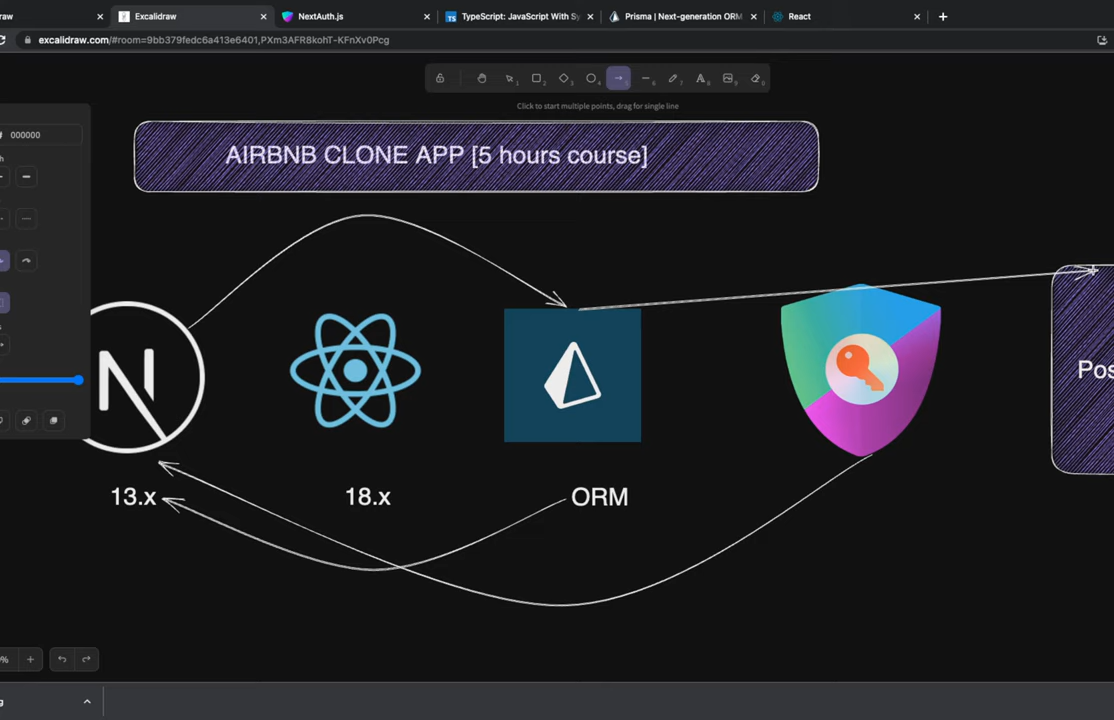 Excalidraw
NextAuth.js
TypeScript: JavaScript With Sy
Prisma | Next-generation ORM
React
excalidraw.com/#room=9bb379fedc6a413e6401,PXm3AFR8kohT-KFnXv0Pcg
Click to start multiple points, drag for single line
000000
AIRBNB CLONE APP [5 hours course]
Pos
13.x
18.x
ORM